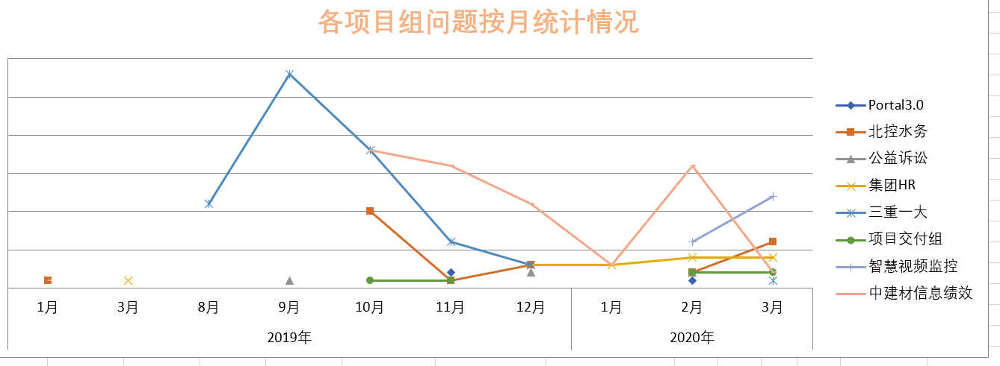 各项目组问题按月统计情况
Portal3.0
北控水务
公益诉讼
集团HR
三重一大
项目交付组
智慧视频监控
中建材信息绩效
1月 3月 8月 9月 10月 11月 12月 1月 2月 3月
2019年 2020年